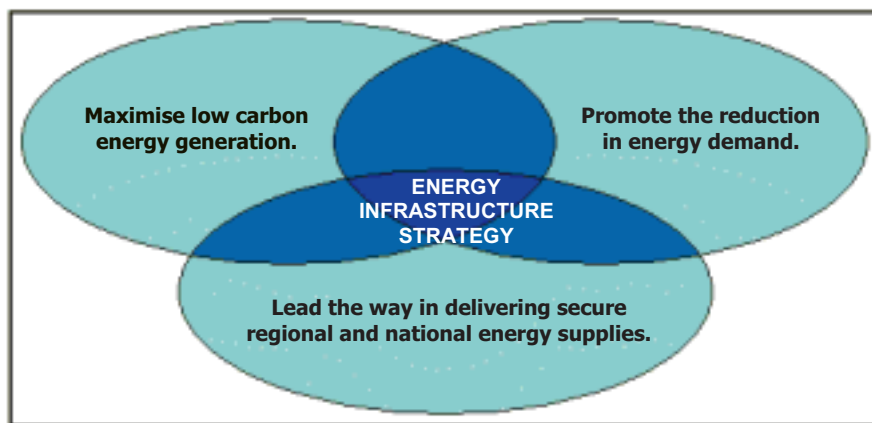 Maximise low carbon
energy generation.
Promote the reduction
in energy demand.
ENERGY
INFRASTRUCTURE
STRATEGY
Lead the way in delivering secure
regional and national energy supplies.